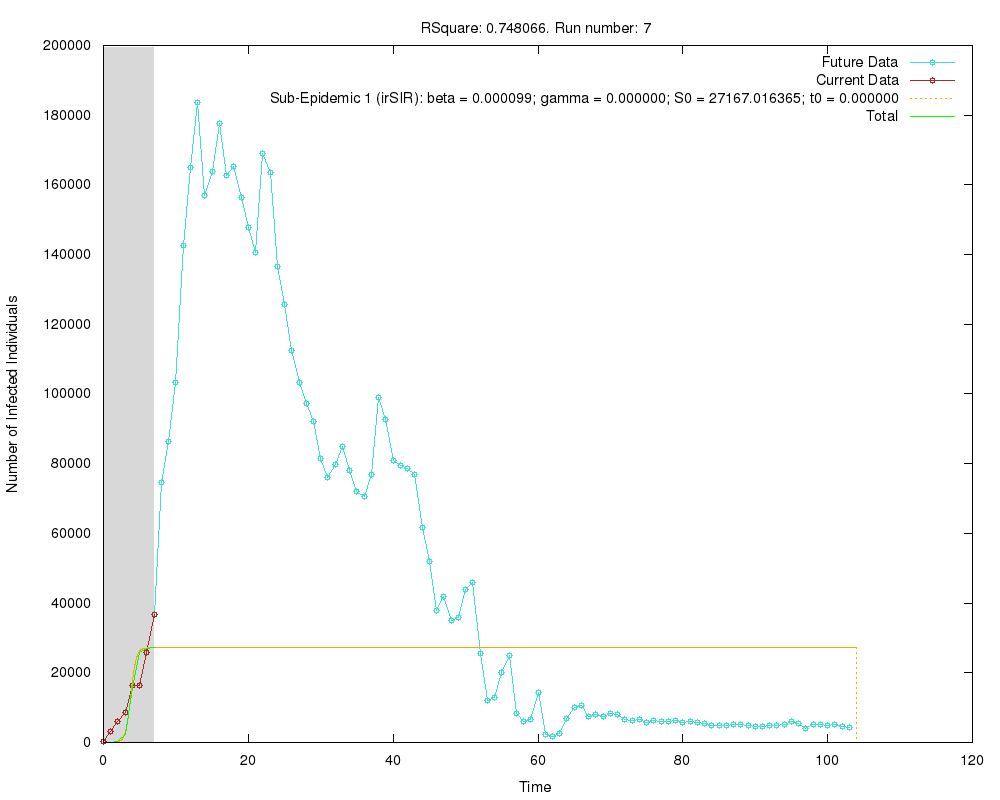 RSquare: 0.748066. Run number: 7
200000
180000
160000
140000
120000
100000
80000
60000
40000
20000
0
Number of Infected Individuals
Future Data
Current Data
Sub-Epidemic 1 (irSIR): beta = 0.000099; gamma = 0.000000; S0 = 27167.016365; t0 = 0.000000
Total
0 20 40 60 80 100 120
Time